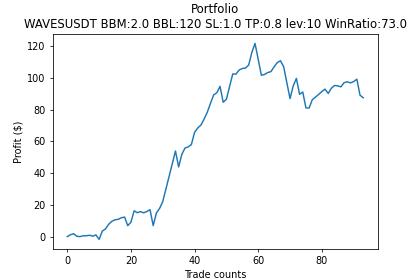 Portfolio
WAVESUSDT BBM:2.0 BBL:120 SL:1.0 TP:0.8 lev:10 WinRatio:73.0
120
100
80
60
40
20
0
Profit ($)
0 20 40 60 80
Trade counts